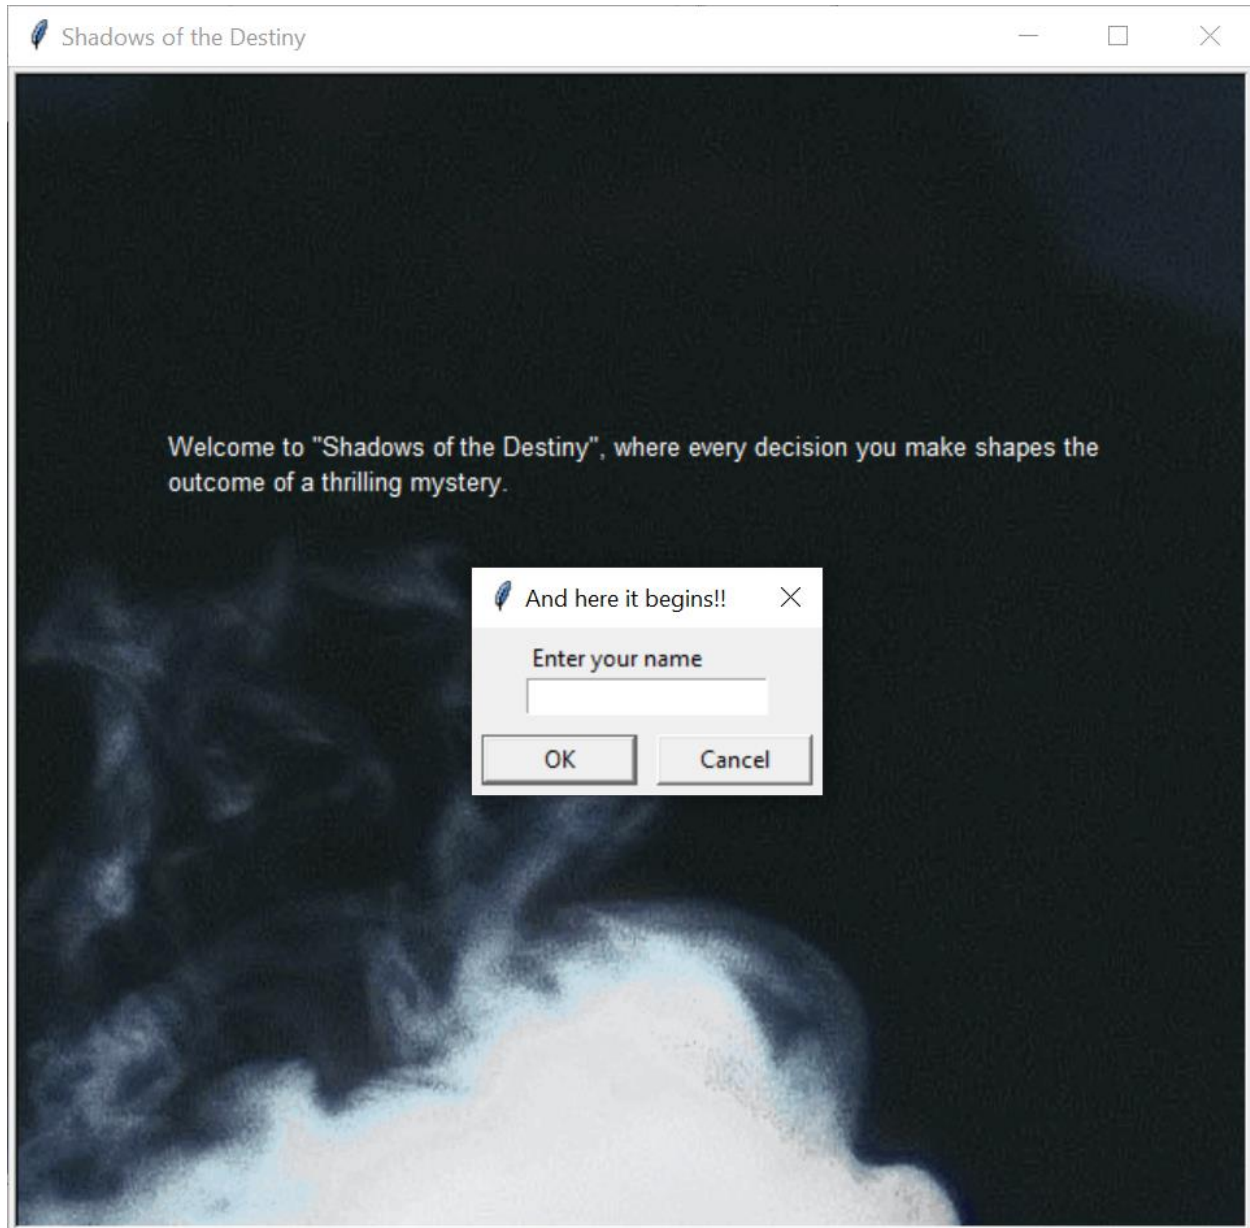 Shadows of the Destiny
Welcome to "Shadows of the Destiny", where every decision you make shapes the
outcome of a thrilling mystery.
And here it begins!!
Enter your name
OK
Cancel